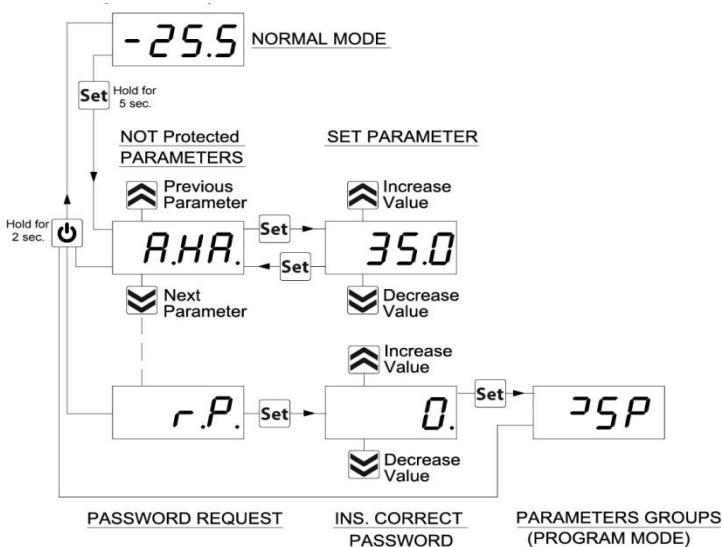 -25.5 NORMAL MODE
Set Hold for
5 sec.
NOT Protected
PARAMETERS
SET PARAMETER
Previous
Parameter
Increase
Value
Hold for
2 sec.
A.HA.
Set
35.0
Set
Next
Parameter
Decrease
Value
Increase
Value
r.P.
Set
0.
Set
SP
Decrease
Value
PASSWORD REQUEST
INS. CORRECT
PASSWORD
PARAMETERS GROUPS
(PROGRAM MODE)